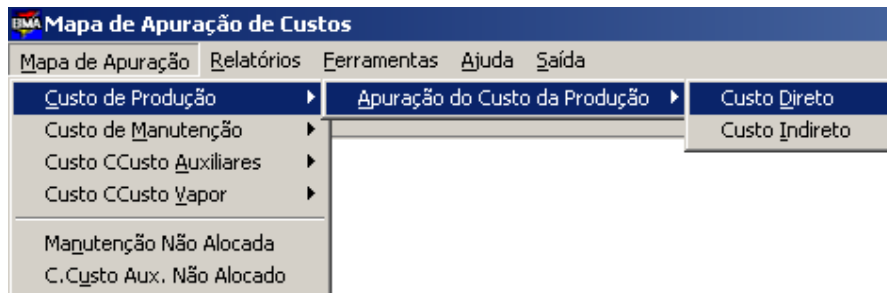 BMA Mapa de Apuração de Custos
Mapa de Apuração Relatórios Ferramentas Ajuda Saída
Custo de Produção Apuração do Custo da Produção Custo Direto
Custo de Manutenção Custo Indireto
Custo CCusto Auxiliares
Custo CCusto Vapor
Manutenção Não Alocada
C.Custo Aux. Não Alocado